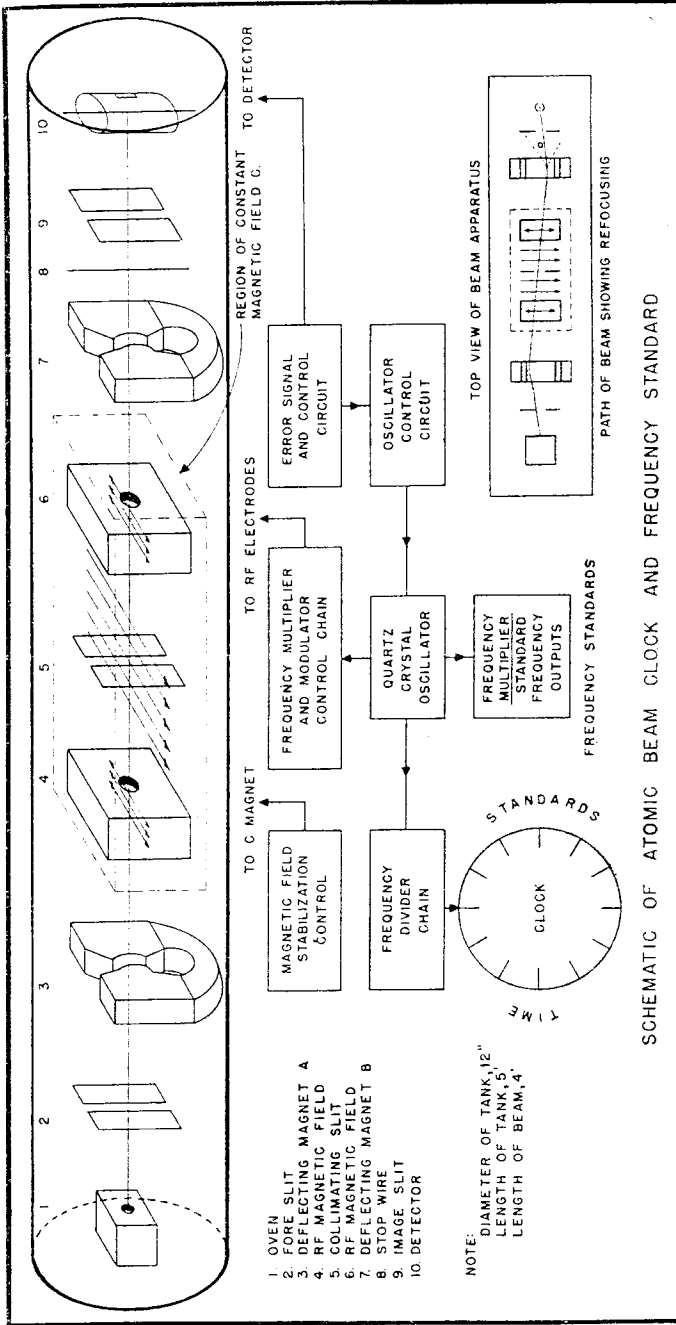 1
2
3
4
5
6
7
8
9
10
REGION OF CONSTANT
MAGNETIC FIELD C.
TO C MAGNET
TO RF ELECTRODES
TO DETECTOR
1. OVEN
2. FORE SLIT
3. DEFLECTING MAGNET A
4. RF MAGNETIC FIELD
5. COLLIMATING SLIT
6. RF MAGNETIC FIELD
7. DEFLECTING MAGNET B
8. STOP WIRE
9. IMAGE SLIT
10. DETECTOR
NOTE:
DIAMETER OF TANK, 12"
LENGTH OF TANK, 5'
LENGTH OF BEAM, 4'
MAGNETIC FIELD
STABILIZATION
CONTROL
FREQUENCY MULTIPLIER
AND MODULATOR
CONTROL CHAIN
ERROR SIGNAL
AND CONTROL
CIRCUIT
FREQUENCY
DIVIDER
CHAIN
QUARTZ
CRYSTAL
OSCILLATOR
OSCILLATOR
CONTROL
CIRCUIT
TIME
STANDARDS
CLOCK
FREQUENCY
MULTIPLIER
STANDARD
FREQUENCY
OUTPUTS
FREQUENCY STANDARDS
TOP VIEW OF BEAM APPARATUS
PATH OF BEAM SHOWING REFOCUSING
SCHEMATIC OF ATOMIC BEAM CLOCK AND FREQUENCY STANDARD